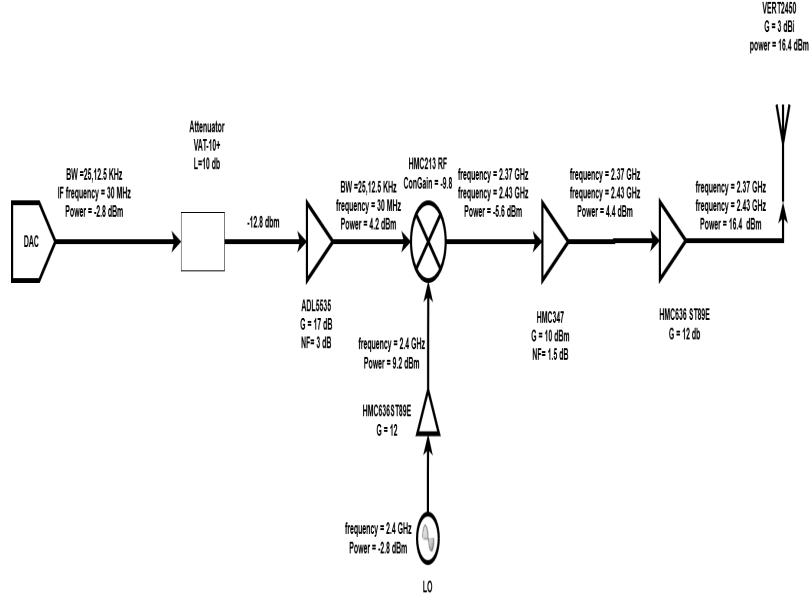 VERT2450
G = 3 dBi
power = 16.4 dBm
Attenuator
VAT-10+
L=10 db
BW =25,12.5 KHz
IF frequency = 30 MHz
Power = -2.8 dBm
DAC
-12.8 dbm
ADL5535
G = 17 dB
NF= 3 dB
BW =25,12.5 KHz
frequency = 30 MHz
Power = 4.2 dBm
HMC213 RF
ConGain = -9.8
frequency = 2.37 GHz
frequency = 2.43 GHz
Power = -5.6 dBm
HMC347
G = 10 dBm
NF= 1.5 dB
frequency = 2.37 GHz
frequency = 2.43 GHz
Power = 4.4 dBm
HMC636 ST89E
G = 12 db
frequency = 2.37 GHz
frequency = 2.43 GHz
Power = 16.4 dBm
frequency = 2.4 GHz
Power = 9.2 dBm
HMC636ST89E
G = 12
frequency = 2.4 GHz
Power = -2.8 dBm
LO